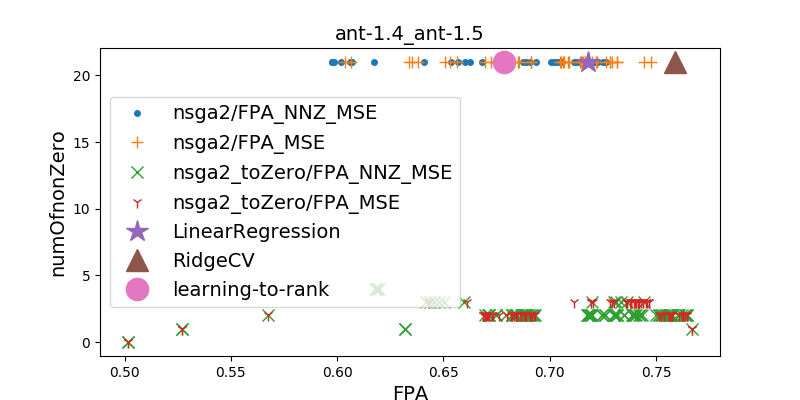 ant-1.4_ant-1.5
numOfnonZero
20
15
10
5
0
nsga2/FPA_NNZ_MSE
nsga2/FPA_MSE
nsga2_toZero/FPA_NNZ_MSE
nsga2_toZero/FPA_MSE
LinearRegression
RidgeCV
learning-to-rank
0.50 0.55 0.60 0.65 0.70 0.75
FPA